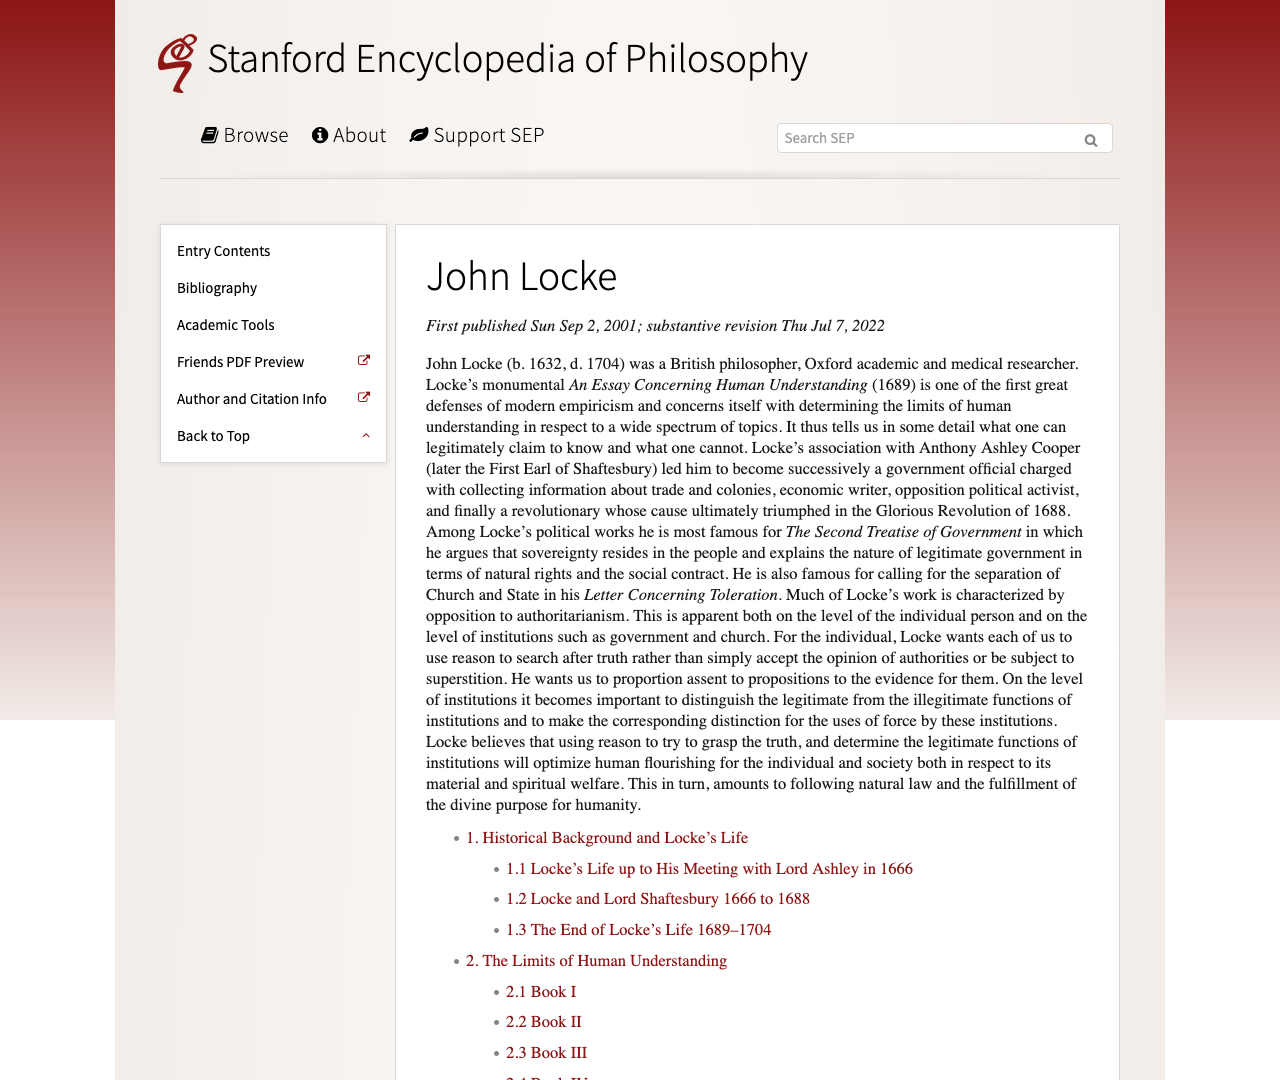 Stanford Encyclopedia of Philosophy
Browse About Support SEP
Search SEP
Entry Contents
Bibliography
Academic Tools
Friends PDF Preview
Author and Citation Info
Back to Top
John Locke
First published Sun Sep 2, 2001; substantive revision Thu Jul 7, 2022
John Locke (b. 1632, d. 1704) was a British philosopher, Oxford academic and medical researcher.
Locke’s monumental An Essay Concerning Human Understanding (1689) is one of the first great
defenses of modern empiricism and concerns itself with determining the limits of human
understanding in respect to a wide spectrum of topics. It thus tells us in some detail what one can
legitimately claim to know and what one cannot. Locke’s association with Anthony Ashley Cooper
(later the First Earl of Shaftesbury) led him to become successively a government official charged
with collecting information about trade and colonies, economic writer, opposition political activist,
and finally a revolutionary whose cause ultimately triumphed in the Glorious Revolution of 1688.
Among Locke’s political works he is most famous for The Second Treatise of Government in which
he argues that sovereignty resides in the people and explains the nature of legitimate government in
terms of natural rights and the social contract. He is also famous for calling for the separation of
Church and State in his Letter Concerning Toleration. Much of Locke’s work is characterized by
opposition to authoritarianism. This is apparent both on the level of the individual person and on the
level of institutions such as government and church. For the individual, Locke wants each of us to
use reason to search after truth rather than simply accept the opinion of authorities or be subject to
superstition. He wants us to proportion assent to propositions to the evidence for them. On the level
of institutions it becomes important to distinguish the legitimate from the illegitimate functions of
institutions and to make the corresponding distinction for the uses of force by these institutions.
Locke believes that using reason to try to grasp the truth, and determine the legitimate functions of
institutions will optimize human flourishing for the individual and society both in respect to its
material and spiritual welfare. This in turn, amounts to following natural law and the fulfillment of
the divine purpose for humanity.
1. Historical Background and Locke’s Life
1.1 Locke’s Life up to His Meeting with Lord Ashley in 1666
1.2 Locke and Lord Shaftesbury 1666 to 1688
1.3 The End of Locke’s Life 1689–1704
2. The Limits of Human Understanding
2.1 Book I
2.2 Book II
2.3 Book III